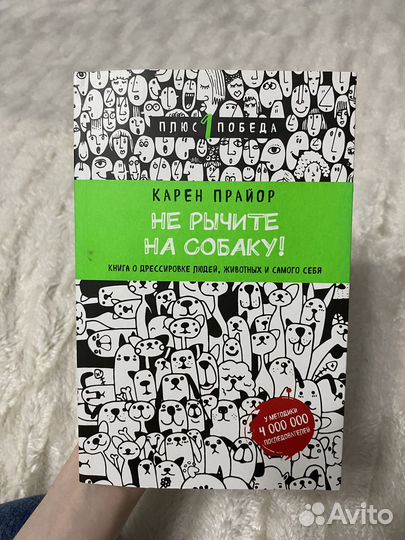 ПЛЮС 1 ПОБЕДА
КАРЕН ПРАЙОР
НЕ РЫЧИТЕ
НА СОБАКУ!
КНИГА О ДРЕССИРОВКЕ ЛЮДЕЙ, ЖИВОТНЫХ И САМОГО СЕБЯ
У МЕТОДИКИ
4 000 000
ПОСЛЕДОВАТЕЛЕЙ
Avito